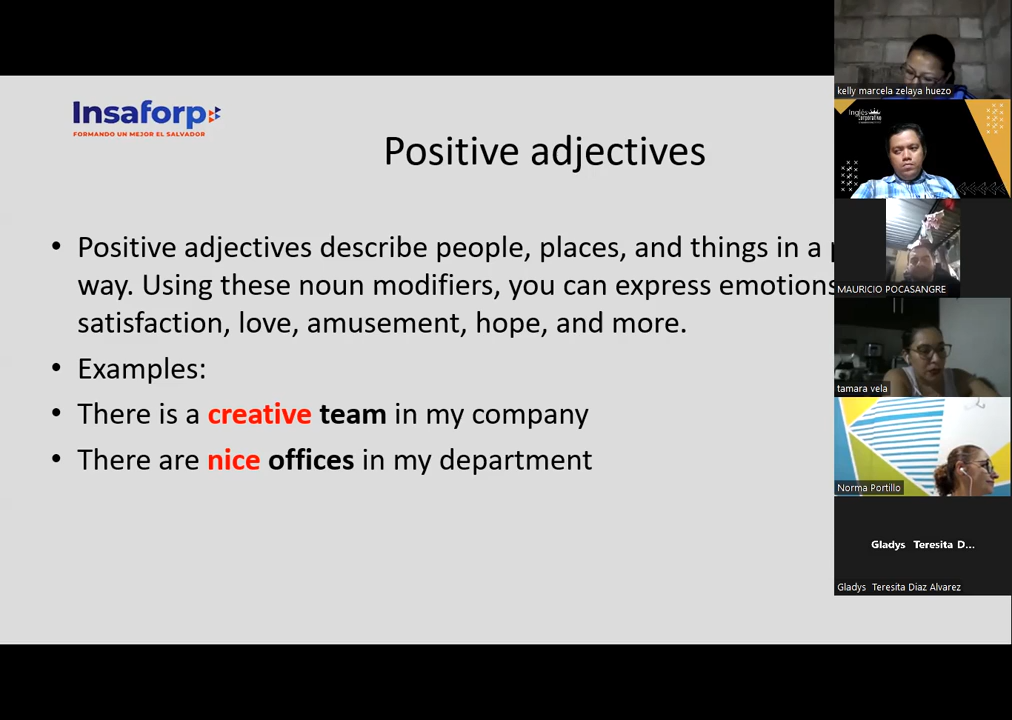 Insaforp
FORMANDO UN MEJOR EL SALVADOR
Positive adjectives
• Positive adjectives describe people, places, and things in a
way. Using these noun modifiers, you can express emotions
satisfaction, love, amusement, hope, and more.
• Examples:
• There is a creative team in my company
• There are nice offices in my department
kelly marcela zelaya huezo
Inglés
corporativo
MAURICIO POCASANGRE
tamara vela
Norma Portillo
Gladys Teresita D...
Gladys Teresita Diaz Alvarez